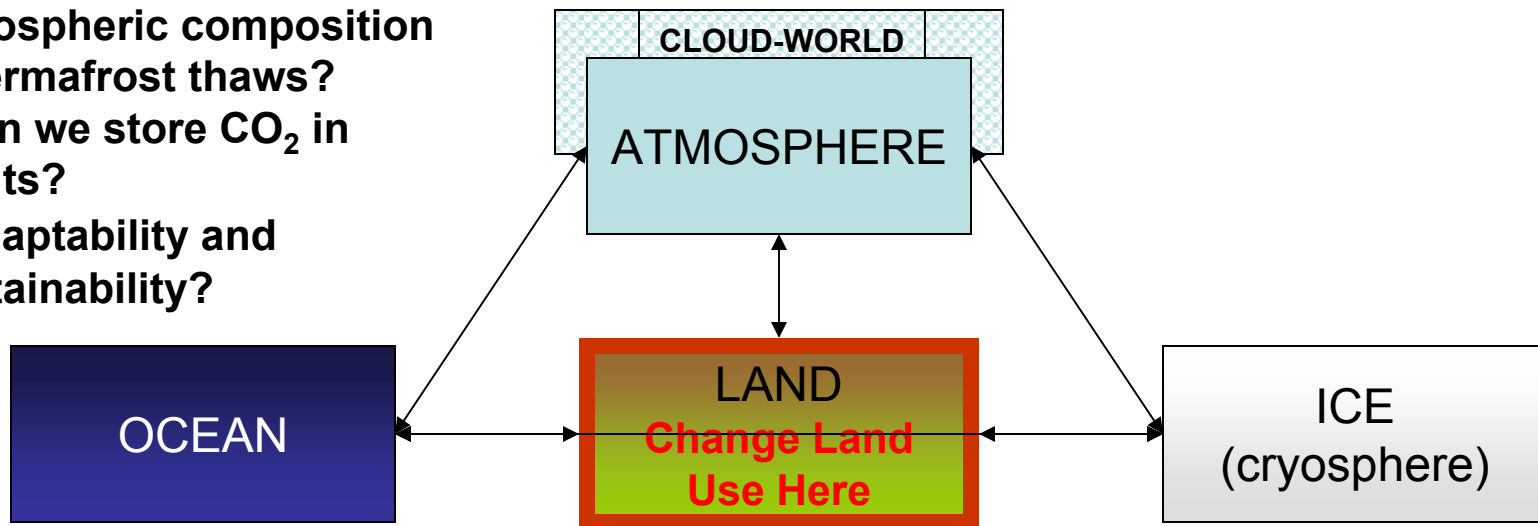 ospheric composition
ermafrost thaws?
n we store CO₂ in
ts?
aptability and
tainability?
CLOUD-WORLD
ATMOSPHERE
OCEAN
LAND
Change Land
Use Here
ICE
(cryosphere)